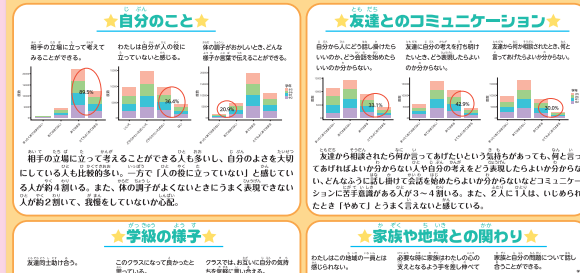 自分のこと
相手の立場に立って考えて
みることができる。
わたしは自分が人の役に
立っていないと感じる。
体の調子がおかしいとき、どんな
様子か言葉で伝えることができる。
89.5%
36.4%
20.9%
相手の立場に立って考えることができる人も多いし、自分のよさを大切
にしている人も比較的多い。一方で「人の役に立っていない」と感じてい
る人が約4割いる。また、体の調子がよくないときにうまく表現できない
人が約2割いて、我慢をしていないか心配。
友達とのコミュニケーション
自分から人にどう話し掛けたら
いいのか、どう会話を始めたら
いいのか分からない。
友達に自分の考えを打ち明け
たいとき、どう表現したらよい
のか分からない。
友達から何か相談されたとき、何と
言ってあげたらよいか分からない。
33.1%
42.9%
30.0%
友達から相談されたら何か言ってあげたいという気持ちがあっても、何と言っ
てあげればよいか分からない人や自分の考えをどう表現したらよいか分からな
い、どんなふうに話し掛けて会話を始めたらよいか分からないなどコミュニケー
ションに苦手意識がある人が3～4割いる。また、2人に1人は、いじめられ
たとき「やめて」とうまく言えないと感じている。
学級の様子
友達同士助け合う。
このクラスになって良かったと
思っている。
クラスでは、お互いに自分の気持
ちを気軽に言い合える。
家族や地域との関わり
わたしはこの地域の一員とは
感じられない。
必要な時に家族はわたしの心の
支えとなるよう手を差し伸べて
家族と自分の問題について話し
合うことができる。